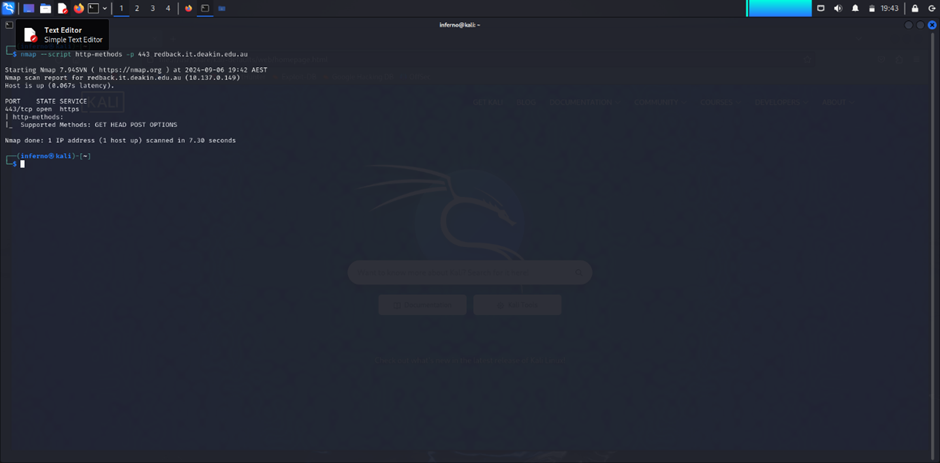 1 2 3 4
19:43
inferno@kali: ~
Text Editor
Simple Text Editor
$ nmap --script http-methods -p 443 redback.it.deakin.edu.au
Starting Nmap 7.94SVN ( https://nmap.org ) at 2024-09-06 19:42 AEST
Nmap scan report for redback.it.deakin.edu.au (10.137.0.149)
Host is up (0.067s latency).
PORT    STATE SERVICE
443/tcp open  https
| http-methods:
|_  Supported Methods: GET HEAD POST OPTIONS
Nmap done: 1 IP address (1 host up) scanned in 7.30 seconds
(inferno㉿kali)-[~]
$
KALI